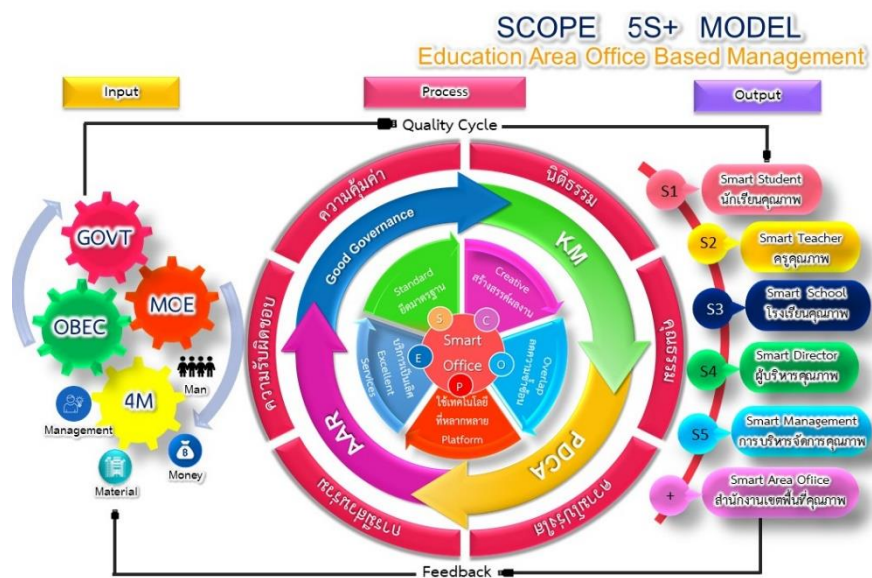 SCOPE 5S+ MODEL
Education Area Office Based Management
Input
Process
Output
Quality Cycle
GOVT
MOE
OBEC
4M
Man
Management
Money
Material
ความคุ้มค่า
นิติธรรม
คุณธรรม
ความโปร่งใส
การมีส่วนร่วม
ความรับผิดชอบ
Good Governance
KM
PDCA
AAR
Standard
ยึดมาตรฐาน
Creative
สร้างสรรค์ผลงาน
Overlap
ลดความซ้ำซ้อน
ใช้เทคโนโลยี
ที่หลากหลาย
Platform
บริการเป็นเลิศ
Excellent
Services
S
C
O
P
E
Smart
Office
S1
Smart Student
นักเรียนคุณภาพ
S2
Smart Teacher
ครูคุณภาพ
S3
Smart School
โรงเรียนคุณภาพ
S4
Smart Director
ผู้บริหารคุณภาพ
S5
Smart Management
การบริหารจัดการคุณภาพ
+
Smart Area Ofiice
สำนักงานเขตพื้นที่คุณภาพ
Feedback